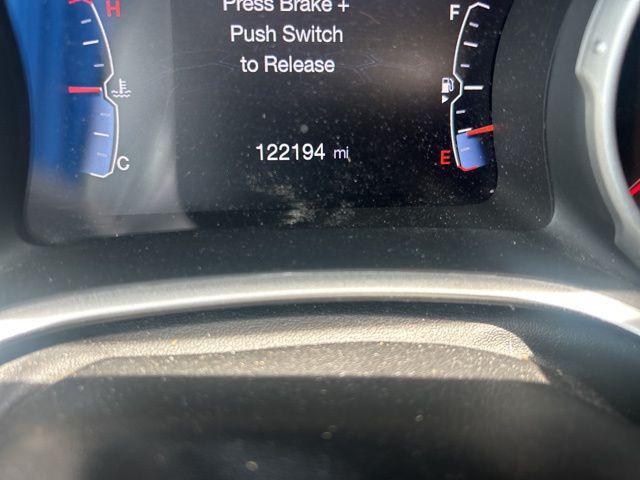 H
Press Brake +
F
Push Switch
to Release
122194 mi
E
C